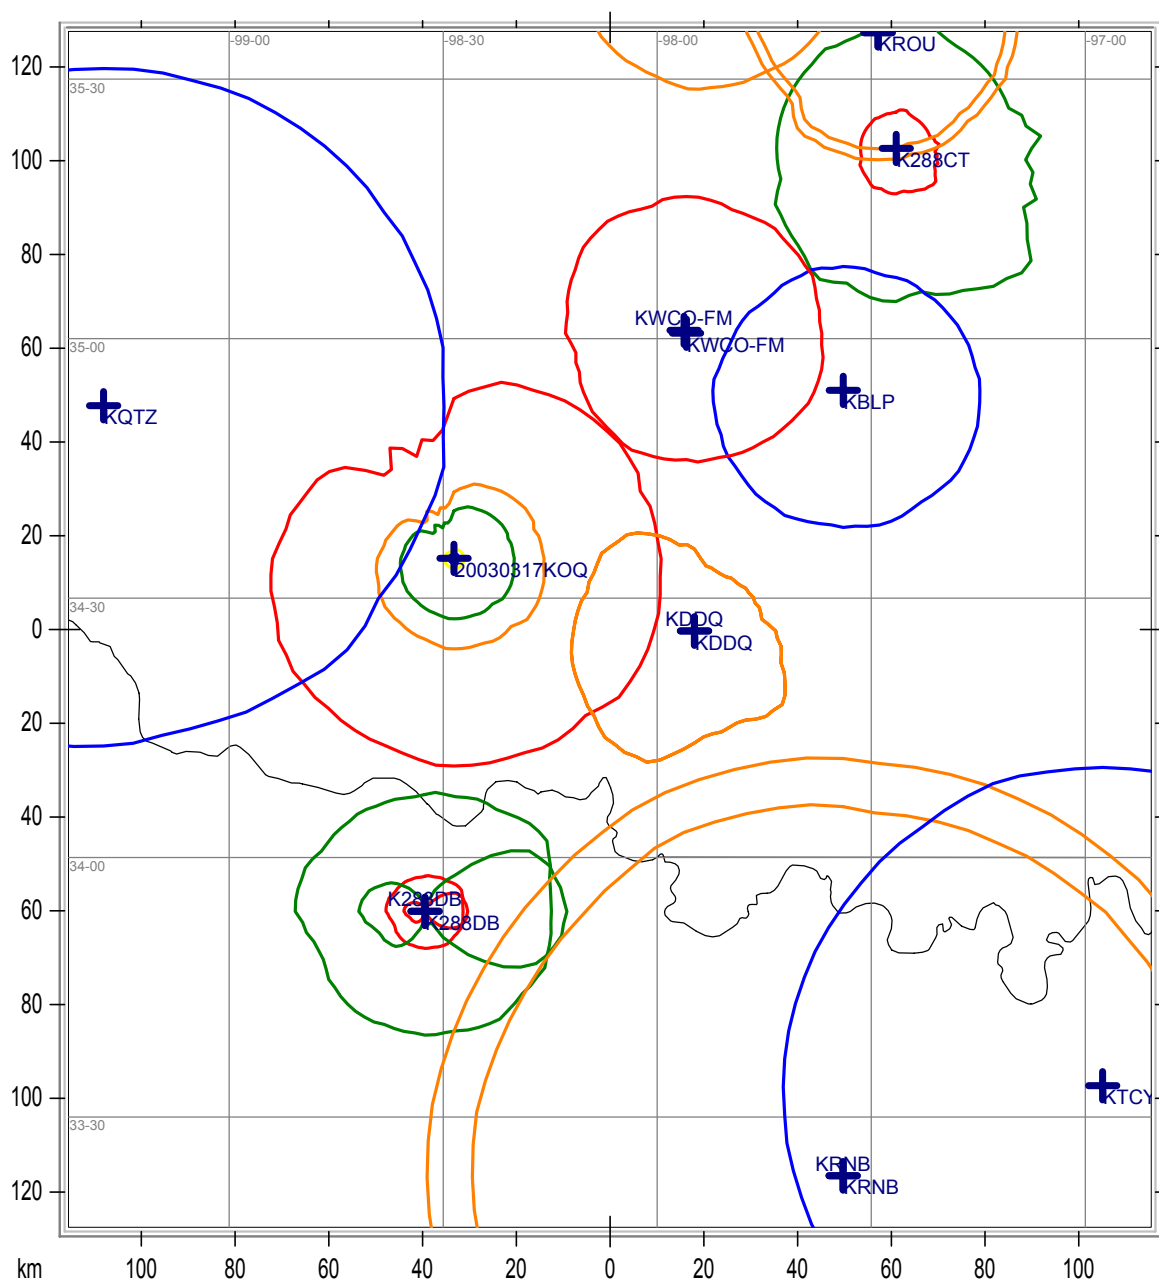 -99-00 -98-30 -98-00 -97-00
KROU
120
35-30
100
K288CT
80
KWCO-FM
35-00
KWCO-FM
60
KBLP
KQTZ
40
20
20030317KOQ
34-30
KDDQ
0
KDDQ
20
40
34-00
K288DB
60
K288DB
80
100
KTCY
33-30
KRNB
120
KRNB
km 100 80 60 40 20 0 20 40 60 80 100